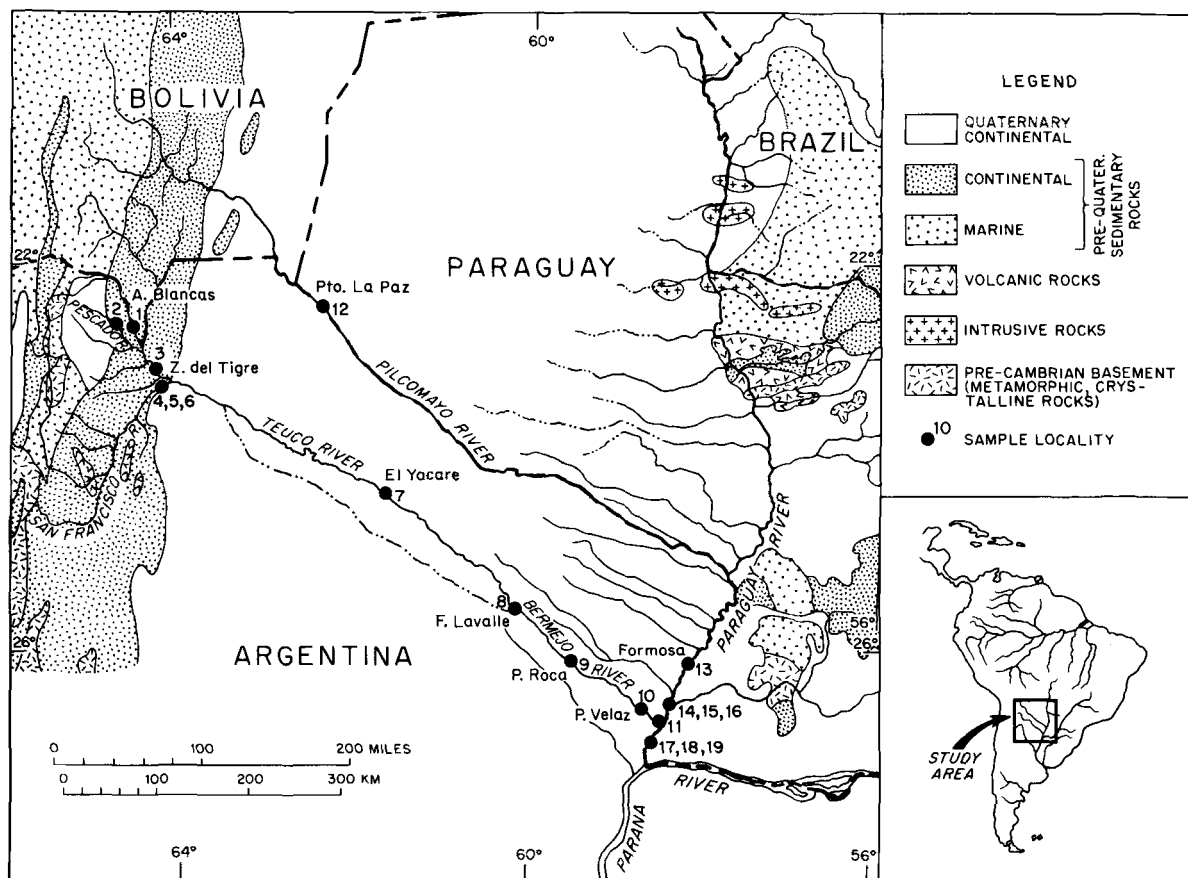 64°
60°
BOLIVIA
BRAZIL
22°
22°
PARAGUAY
A. Blancas
Pto. La Paz
PESCADOR
2
1
12
3
Z. del Tigre
4,5,6
PILCOMAYO RIVER
TEUCO RIVER
El Yacare
7
SAN FRANCISCO RI.
PARAGUAY RIVER
8
F. Lavalle
BERMEJO RIVER
56°
26°
26°
Formosa
13
ARGENTINA
P. Roca
9
10
P. Velaz
14,15,16
11
17,18,19
0 100 200 MILES
0 100 200 300 KM
PARANA
RIVER
64°
60°
56°
LEGEND
QUATERNARY
CONTINENTAL
CONTINENTAL
MARINE
PRE-QUATER.
SEDIMENTARY
ROCKS
VOLCANIC ROCKS
INTRUSIVE ROCKS
PRE-CAMBRIAN BASEMENT
(METAMORPHIC, CRYS-
TALLINE ROCKS)
10
SAMPLE LOCALITY
STUDY
AREA